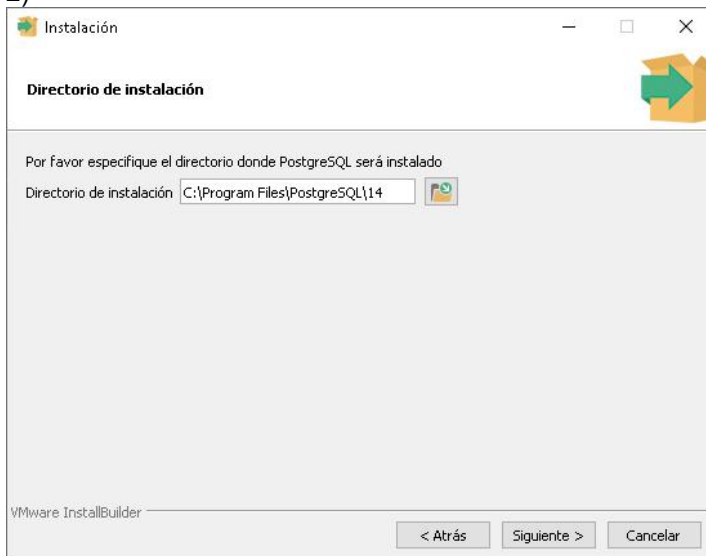 Instalación
Directorio de instalación
Por favor especifique el directorio donde PostgreSQL será instalado
Directorio de instalación C:\Program Files\PostgreSQL\14
VMware InstallBuilder
< Atrás Siguiente > Cancelar